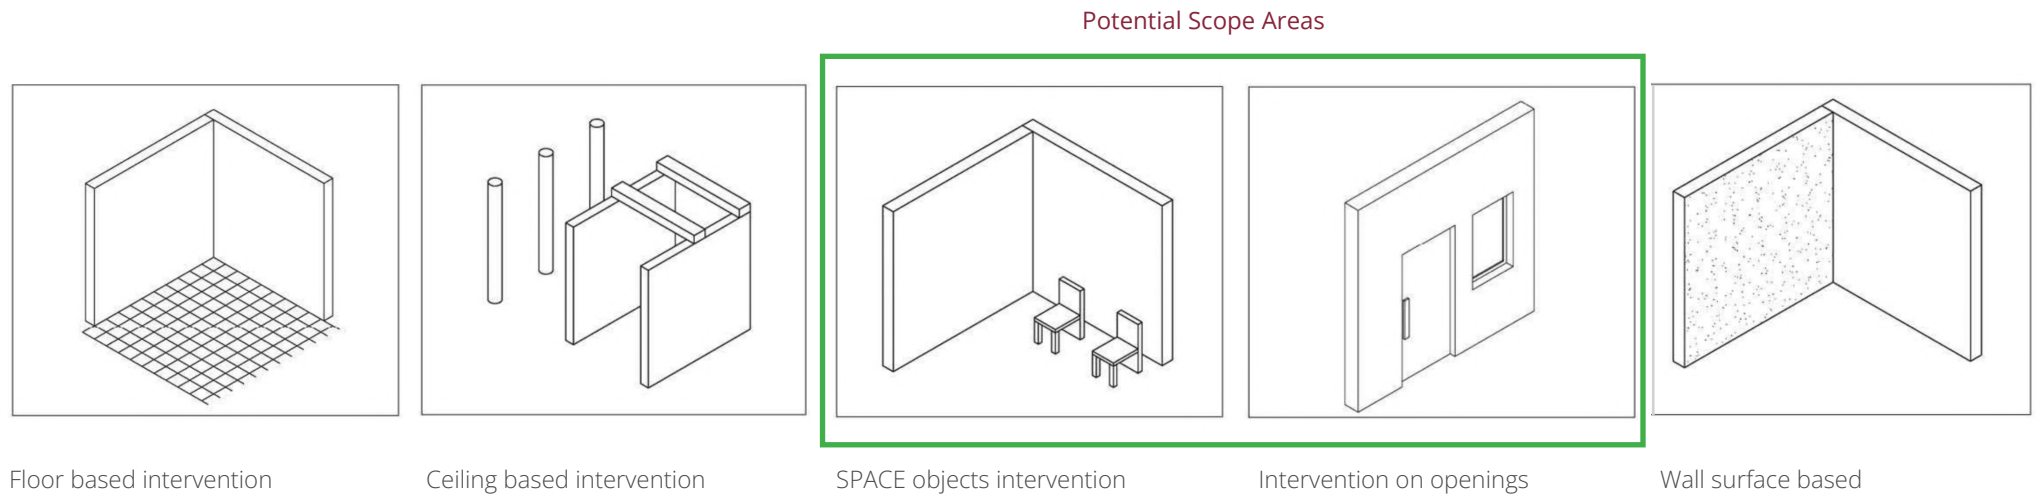 Potential Scope Areas
Floor based intervention
Ceiling based intervention
SPACE objects intervention
Intervention on openings
Wall surface based